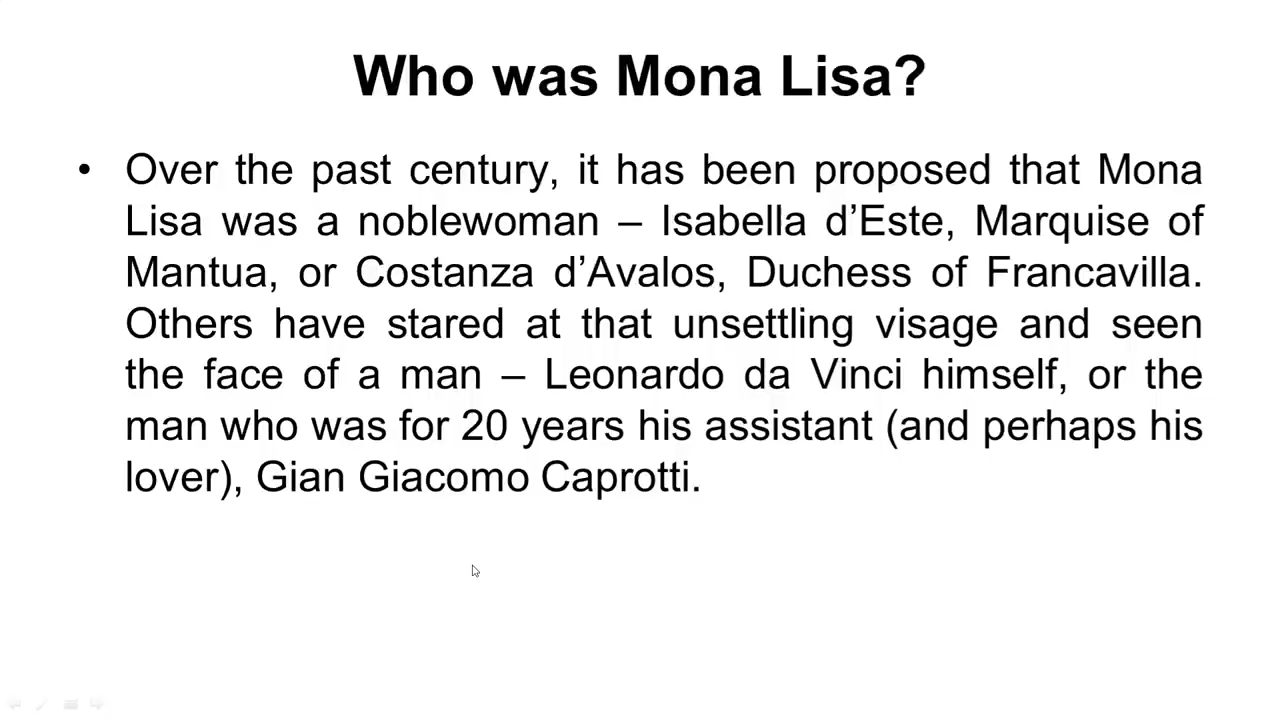 Who was Mona Lisa?
• Over the past century, it has been proposed that Mona
Lisa was a noblewoman – Isabella d’Este, Marquise of
Mantua, or Costanza d’Avalos, Duchess of Francavilla.
Others have stared at that unsettling visage and seen
the face of a man – Leonardo da Vinci himself, or the
man who was for 20 years his assistant (and perhaps his
lover), Gian Giacomo Caprotti.